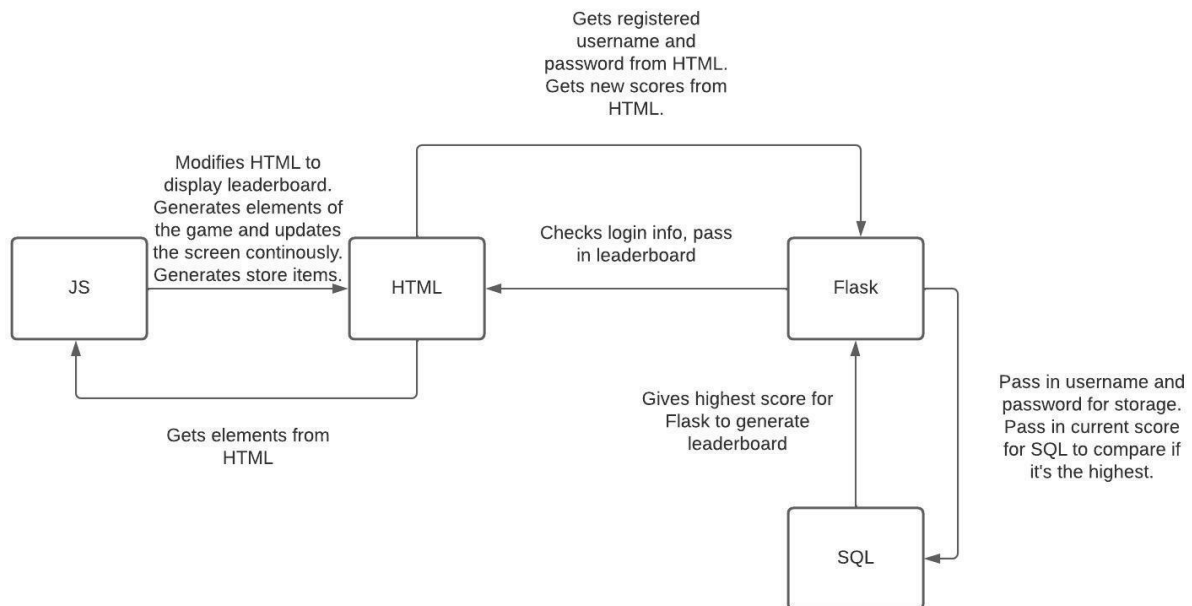 Gets registered
username and
password from HTML.
Gets new scores from
HTML.
Modifies HTML to
display leaderboard.
Generates elements of
the game and updates
the screen continously.
Generates store items.
Checks login info, pass
in leaderboard
JS
HTML
Flask
Gives highest score for
Flask to generate
leaderboard
Pass in username and
password for storage.
Pass in current score
for SQL to compare if
it's the highest.
Gets elements from
HTML
SQL